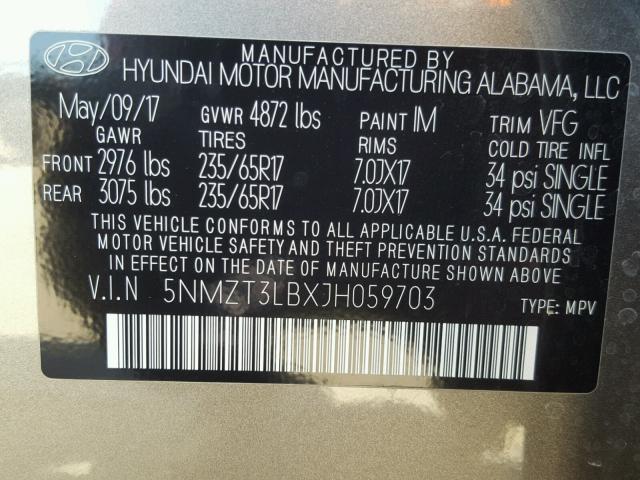 MANUFACTURED BY
HYUNDAI MOTOR MANUFACTURING ALABAMA, LLC
May/09/17 GVWR 4872 lbs PAINT IM TRIM VFG
GAWR TIRES RIMS COLD TIRE INFL
FRONT 2976 lbs 235/65R17 7.0JX17 34 psi SINGLE
REAR 3075 lbs 235/65R17 7.0JX17 34 psi SINGLE
THIS VEHICLE CONFORMS TO ALL APPLICABLE U.S.A. FEDERAL
MOTOR VEHICLE SAFETY AND THEFT PREVENTION STANDARDS
IN EFFECT ON THE DATE OF MANUFACTURE SHOWN ABOVE.
V.I.N 5NMZT3LBXJH059703 TYPE: MPV